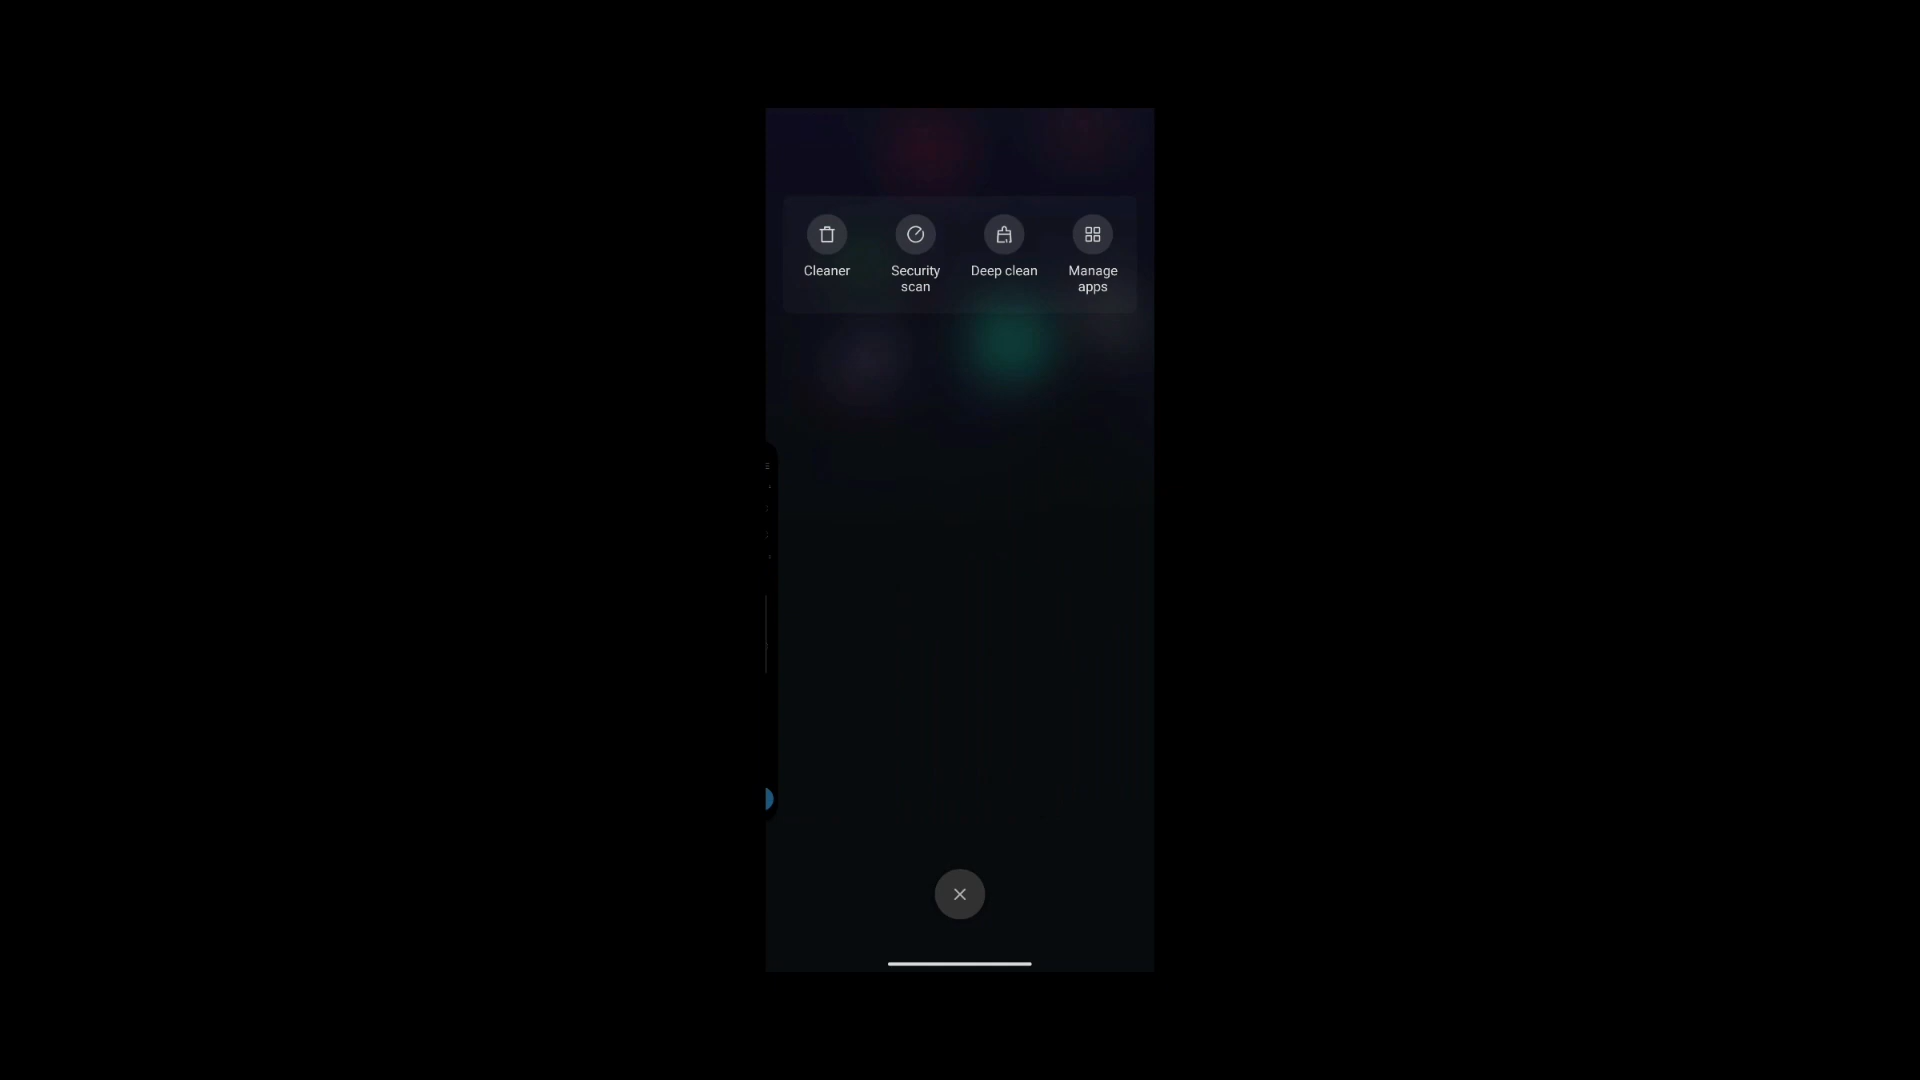 Cleaner
Security
scan
Deep clean
Manage
apps